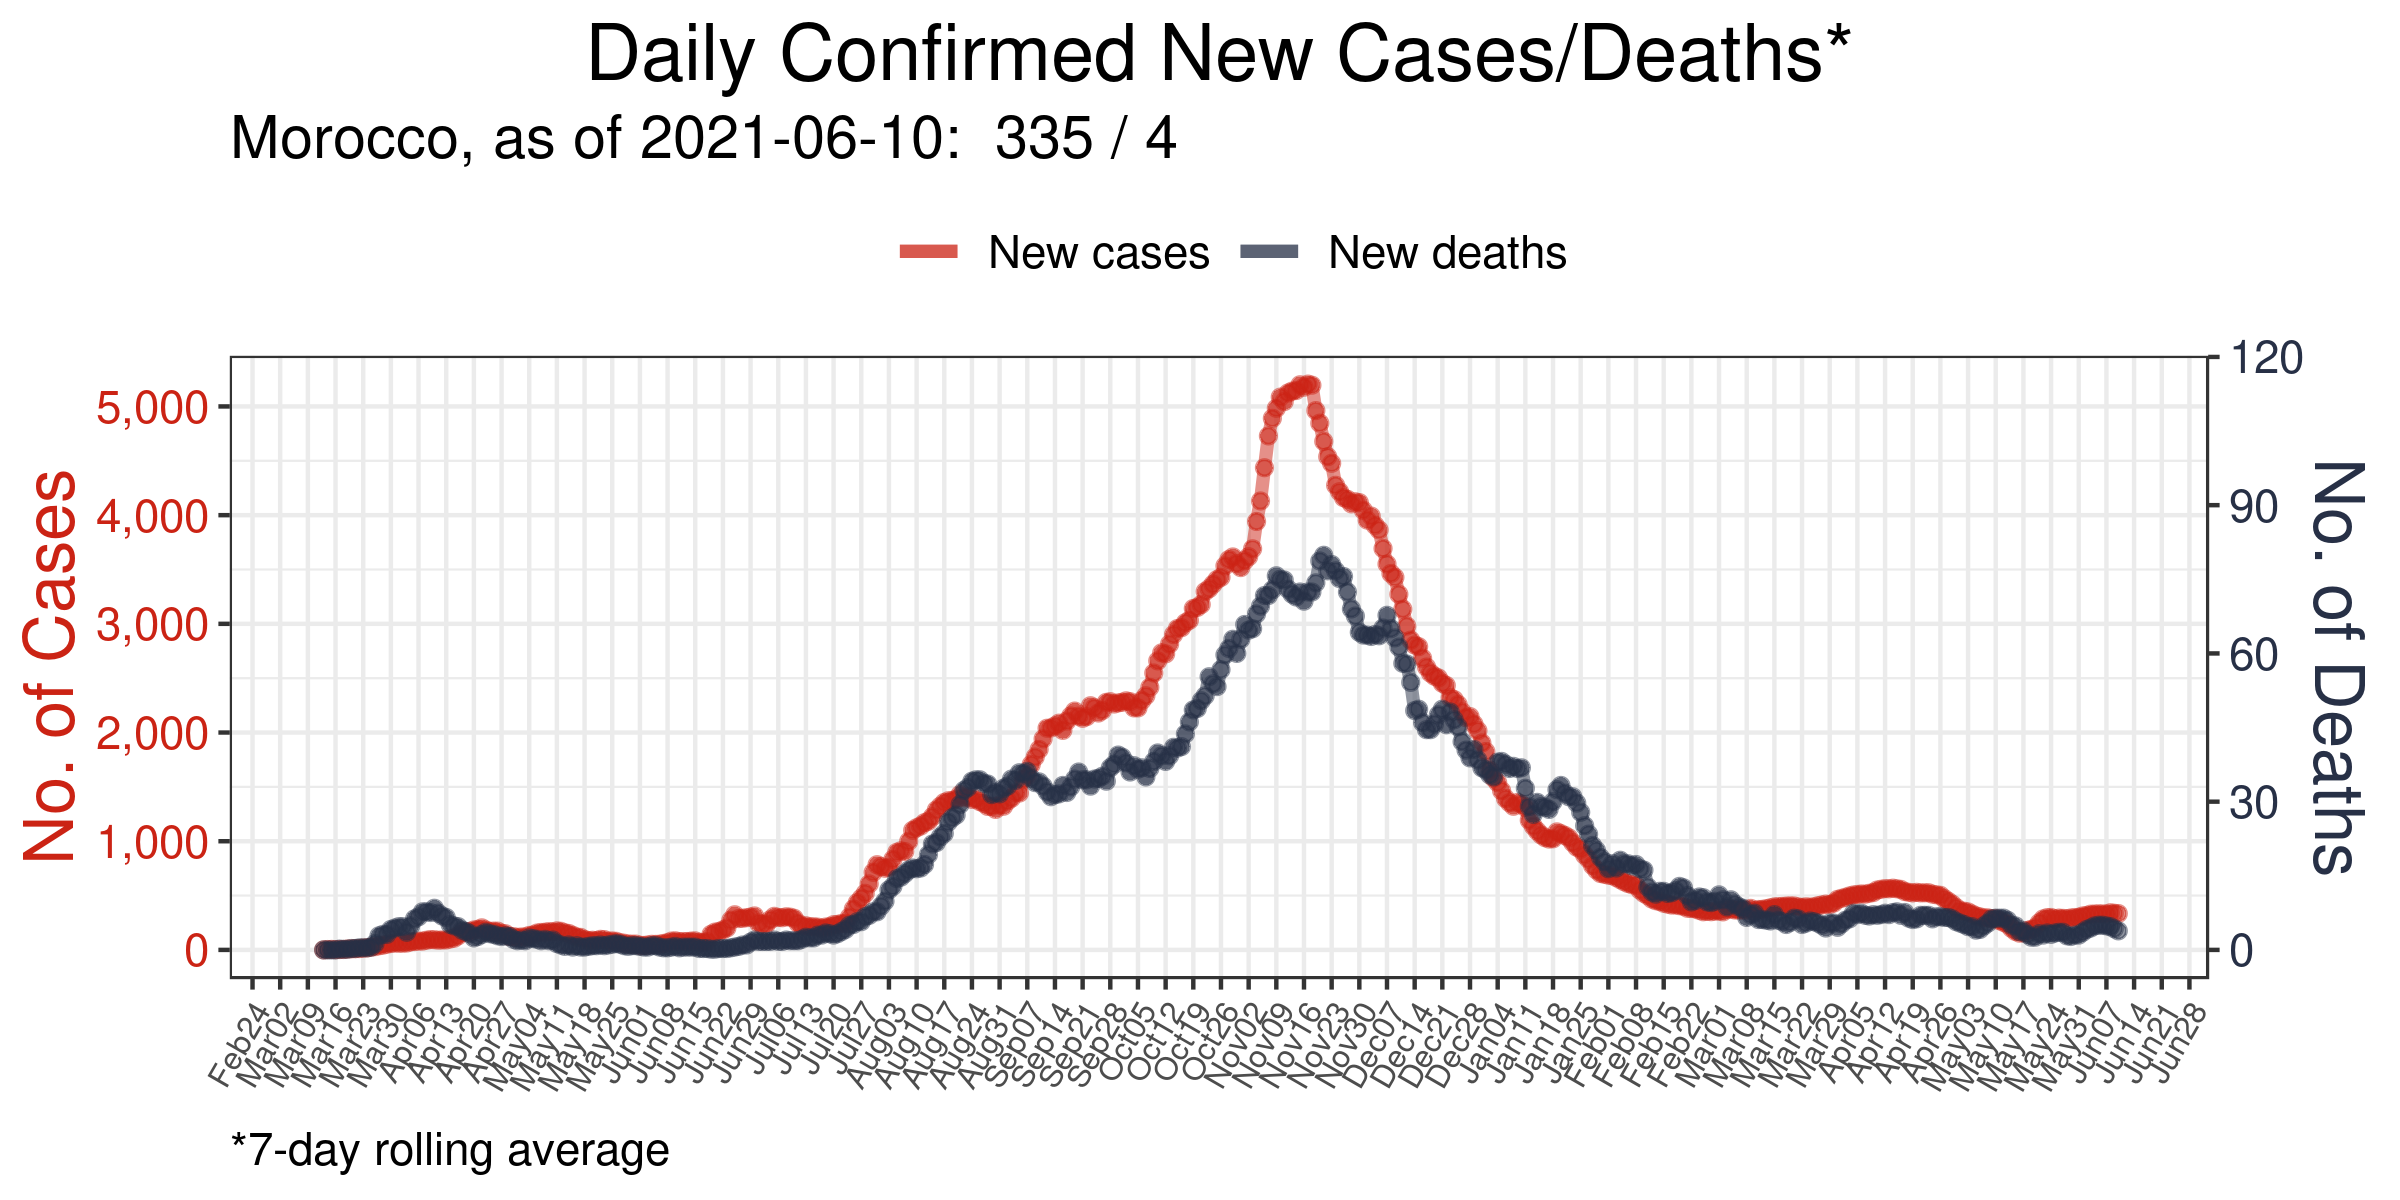 Daily Confirmed New Cases/Deaths*
Morocco, as of 2021-06-10:  335 / 4
New cases
New deaths
No. of Cases
5,000
4,000
3,000
2,000
1,000
0
120
90
60
30
0
No. of Deaths
Feb24
Mar02
Mar09
Mar16
Mar23
Mar30
Apr06
Apr13
Apr20
Apr27
May04
May11
May18
May25
Jun01
Jun08
Jun15
Jun22
Jun29
Jul06
Jul13
Jul20
Jul27
Aug03
Aug10
Aug17
Aug24
Aug31
Sep07
Sep14
Sep21
Sep28
Oct05
Oct12
Oct19
Oct26
Nov02
Nov09
Nov16
Nov23
Nov30
Dec07
Dec14
Dec21
Dec28
Jan04
Jan11
Jan18
Jan25
Feb01
Feb08
Feb15
Feb22
Mar01
Mar08
Mar15
Mar22
Mar29
Apr05
Apr12
Apr19
Apr26
May03
May10
May17
May24
May31
Jun07
Jun14
Jun21
Jun28
*7-day rolling average